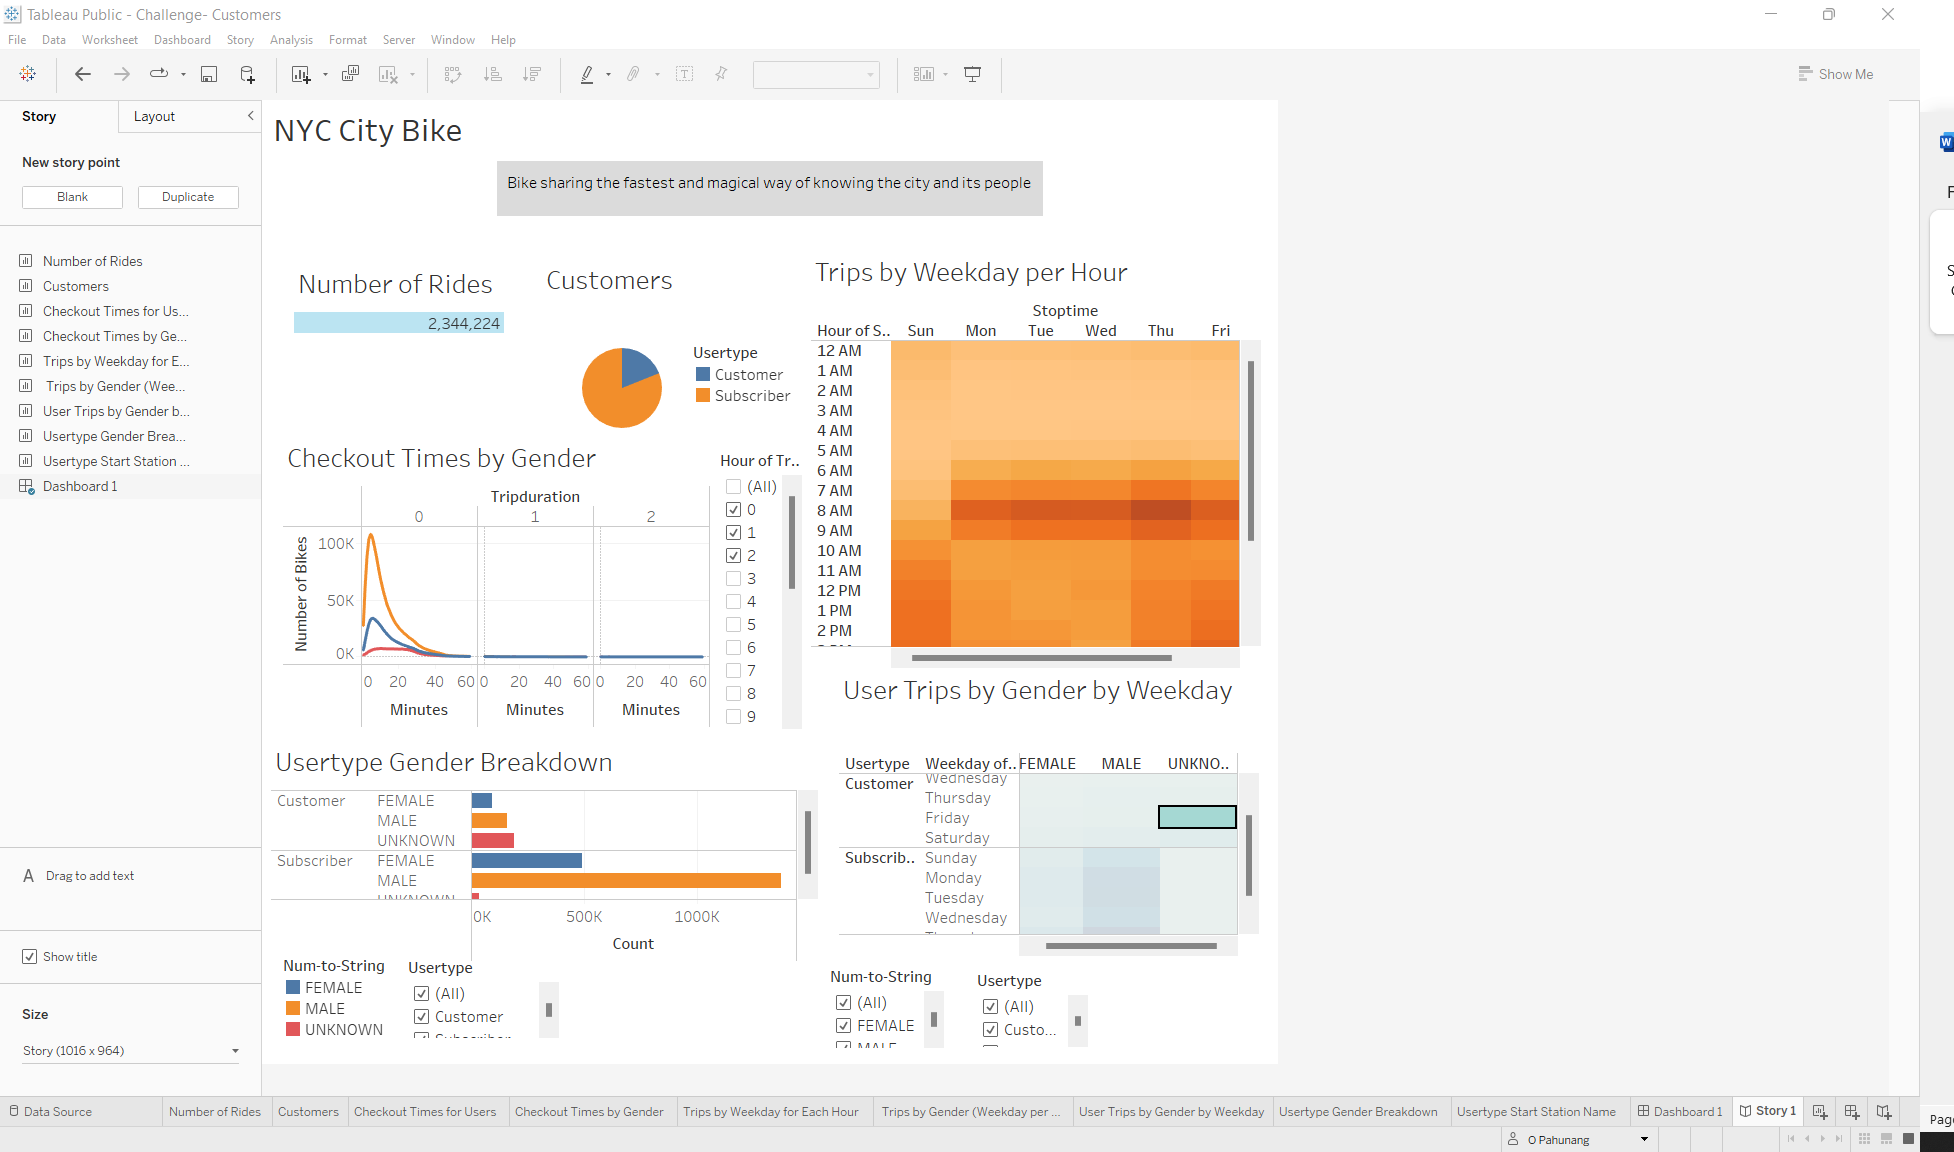 Tableau Public - Challenge- Customers
File Data Worksheet Dashboard Story Analysis Format Server Window Help
Show Me
Story
Layout
New story point
Blank
Duplicate
Number of Rides
Customers
Checkout Times for Us...
Checkout Times by Ge...
Trips by Weekday for E...
Trips by Gender (Wee...
User Trips by Gender b...
Usertype Gender Brea...
Usertype Start Station ...
Dashboard 1
A Drag to add text
Show title
Size
Story (1016 x 964)
NYC City Bike
Bike sharing the fastest and magical way of knowing the city and its people
Number of Rides
2,344,224
Customers
Usertype
Customer
Subscriber
Trips by Weekday per Hour
Stoptime
Hour of S.. Sun Mon Tue Wed Thu Fri
12 AM
1 AM
2 AM
3 AM
4 AM
5 AM
6 AM
7 AM
8 AM
9 AM
10 AM
11 AM
12 PM
1 PM
2 PM
Checkout Times by Gender
Tripduration
0 1 2
Number of Bikes
100K
50K
0K
0 20 40 60 0 20 40 60 0 20 40 60
Minutes Minutes Minutes
Hour of Tr..
(All)
0
1
2
3
4
5
6
7
8
9
User Trips by Gender by Weekday
Usertype Weekday of.. FEMALE MALE UNKNO..
Customer Wednesday
Thursday
Friday
Saturday
Subscrib.. Sunday
Monday
Tuesday
Wednesday
Usertype Gender Breakdown
Customer FEMALE
MALE
UNKNOWN
Subscriber FEMALE
MALE
UNKNOWN
0K 500K 1000K
Count
Num-to-String
FEMALE
MALE
UNKNOWN
Usertype
(All)
Customer
Subscriber
Num-to-String
(All)
FEMALE
MALE
Usertype
(All)
Custo...
Data Source Number of Rides Customers Checkout Times for Users Checkout Times by Gender Trips by Weekday for Each Hour Trips by Gender (Weekday per ... User Trips by Gender by Weekday Usertype Gender Breakdown Usertype Start Station Name Dashboard 1 Story 1
O Pahunang
W
F
S
Page